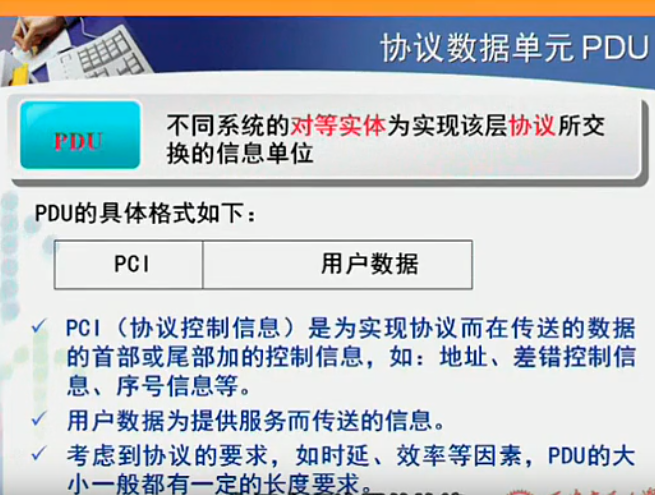 协议数据单元 PDU
PDU
不同系统的对等实体为实现该层协议所交
换的信息单位
PDU的具体格式如下：
PCI
用户数据
✓ PCI（协议控制信息）是为实现协议而在传送的数据
的首部或尾部加的控制信息，如：地址、差错控制信
息、序号信息等。
✓ 用户数据为提供服务而传送的信息。
✓ 考虑到协议的要求，如时延、效率等因素，PDU的大
小一般都有一定的长度要求。